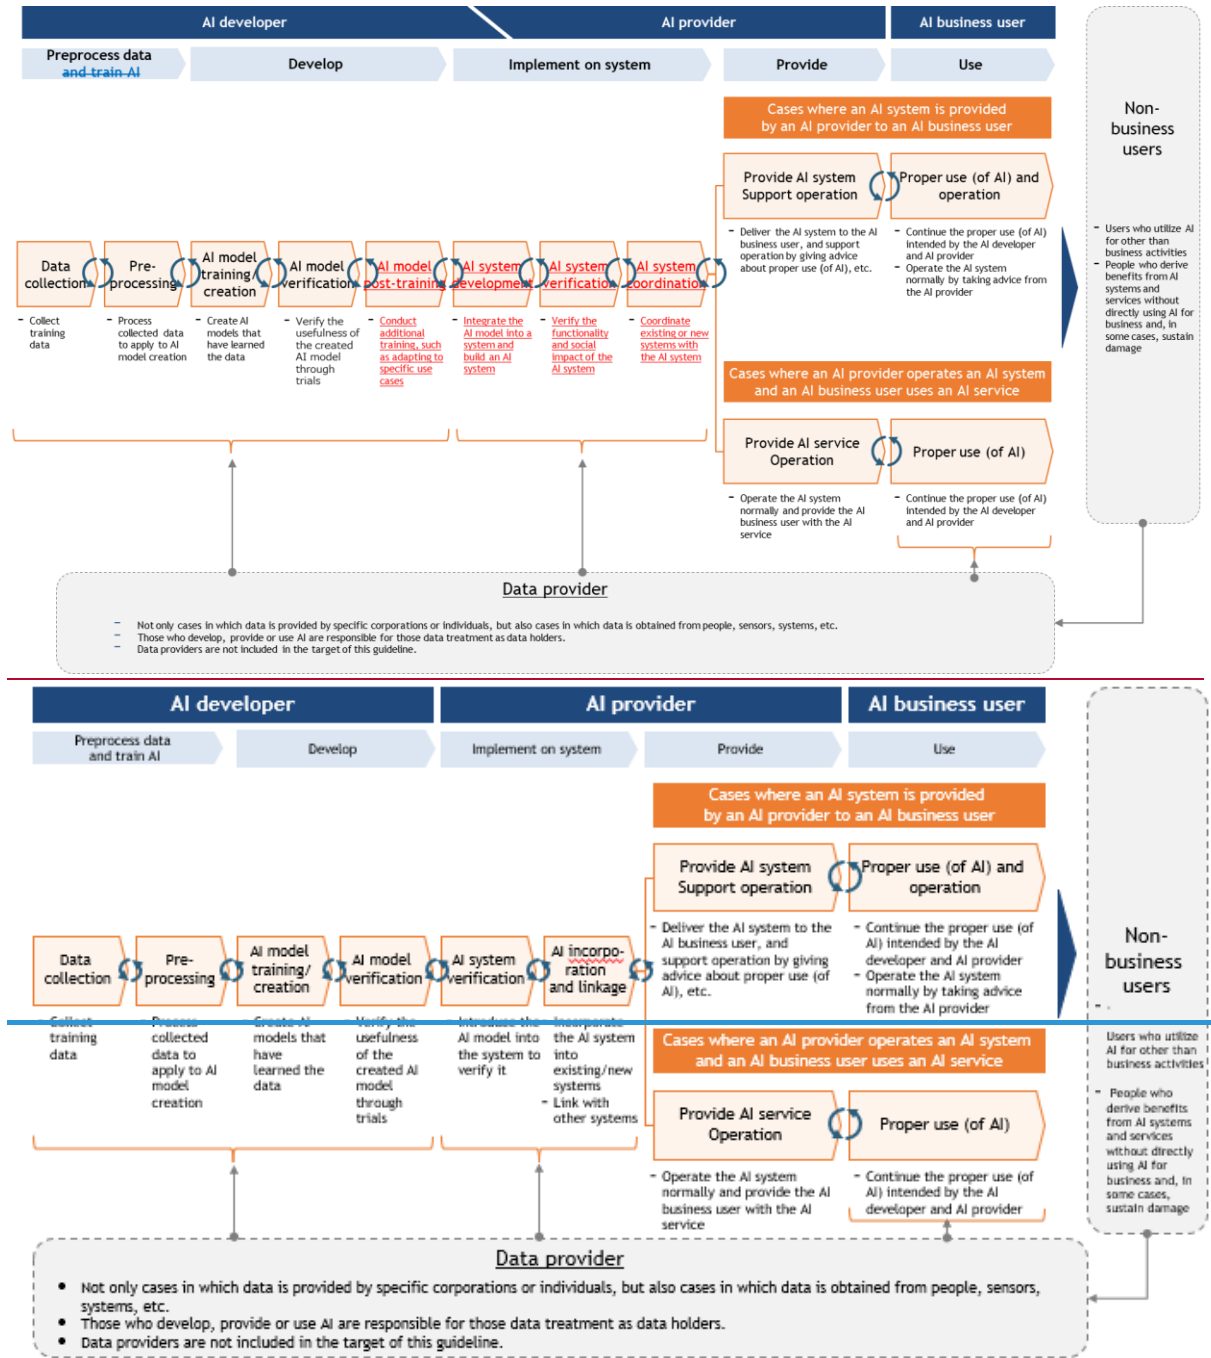 AI developer
AI provider
AI business user
Preprocess data
and train AI
Develop
Implement on system
Provide
Use
Non-
business
users
Cases where an AI system is provided
by an AI provider to an AI business user
Provide AI system
Support operation
Proper use (of AI) and
operation
– Deliver the AI system to the AI
business user, and support
operation by giving advice
about proper use (of AI), etc.
– Continue the proper use (of AI)
intended by the AI developer
and AI provider
– Operate the AI system
normally by taking advice from
the AI provider
– Users who utilize AI
for other than
business activities
– People who derive
benefits from AI
systems and
services without
directly using AI for
business and, in
some cases, sustain
damage
Data
collection
Pre-
processing
AI model
training/
creation
AI model
verification
AI model
post-training
AI system
development
AI system
verification
AI system
coordination
– Collect
training
data
– Process
collected data
to apply to AI
model creation
– Create AI
models that
have learned
the data
– Verify the
usefulness of
the created
AI model
through
trials
– Conduct
additional
training, such
as adapting to
specific use
cases
– Integrate the
AI model into a
system and
build an AI
system
– Verify the
functionality
and social
impact of the
AI system
– Coordinate
existing or new
systems with
the AI system
Cases where an AI provider operates an AI system
and an AI business user uses an AI service
Provide AI service
Operation
Proper use (of AI)
– Operate the AI system
normally and provide the AI
business user with the AI
service
– Continue the proper use (of AI)
intended by the AI developer
and AI provider
Data provider
– Not only cases in which data is provided by specific corporations or individuals, but also cases in which data is obtained from people, sensors, systems, etc.
– Those who develop, provide or use AI are responsible for those data treatment as data holders.
– Data providers are not included in the target of this guideline.
AI developer
AI provider
AI business user
Preprocess data
and train AI
Develop
Implement on system
Provide
Use
Cases where an AI system is provided
by an AI provider to an AI business user
Provide AI system
Support operation
Proper use (of AI) and
operation
– Deliver the AI system to the
AI business user, and
support operation by giving
advice about proper use (of
AI), etc.
– Continue the proper use (of
AI) intended by the AI
developer and AI provider
– Operate the AI system
normally by taking advice
from the AI provider
Non-
business
users
Users who utilize
AI for other than
business activities
– People who
derive benefits
from AI systems
and services
without directly
using AI for
business and, in
some cases,
sustain damage
Data
collection
Pre-
processing
AI model
training/
creation
AI model
verification
AI system
verification
AI incorpo-
ration
and linkage
– Collect
training
data
– Process
collected
data to
apply to AI
model
creation
– Create AI
models that
have
learned the
data
– Verify the
usefulness
of the
created AI
model
through
trials
– Introduce the
AI model into
the system to
verify it
– Incorporate
the AI system
into
existing/new
systems
– Link with
other systems
Cases where an AI provider operates an AI system
and an AI business user uses an AI service
Provide AI service
Operation
Proper use (of AI)
– Operate the AI system
normally and provide the AI
business user with the AI
service
– Continue the proper use (of
AI) intended by the AI
developer and AI provider
Data provider
• Not only cases in which data is provided by specific corporations or individuals, but also cases in which data is obtained from people, sensors,
systems, etc.
• Those who develop, provide or use AI are responsible for those data treatment as data holders.
• Data providers are not included in the target of this guideline.